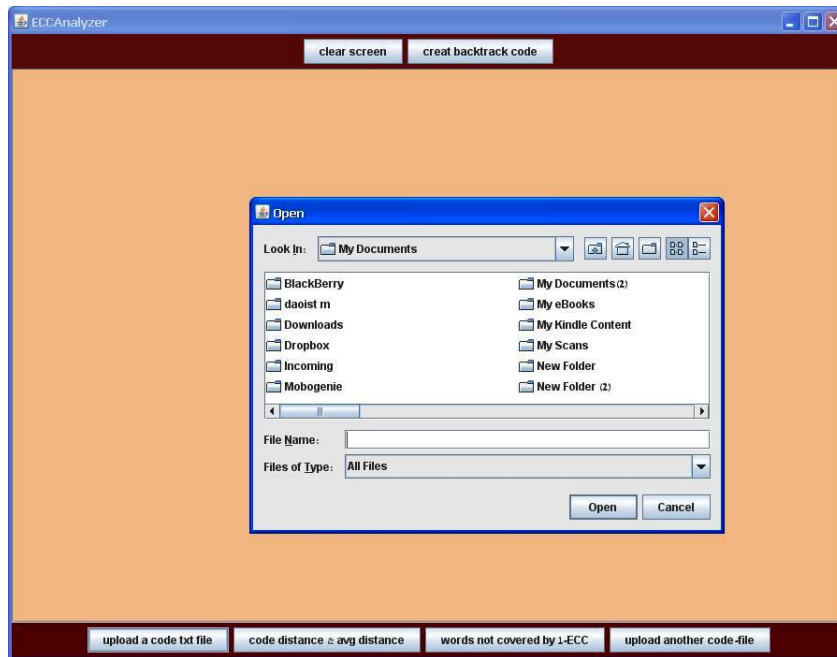 ECCAnalyzer
clear screen creat backtrack code
Open
Look In: My Documents
BlackBerry My Documents(2)
daoist m My eBooks
Downloads My Kindle Content
Dropbox My Scans
Incoming New Folder
Mobogenie New Folder (2)
File Name:
Files of Type: All Files
Open Cancel
upload a code txt file code distance & avg distance words not covered by 1-ECC upload another code-file